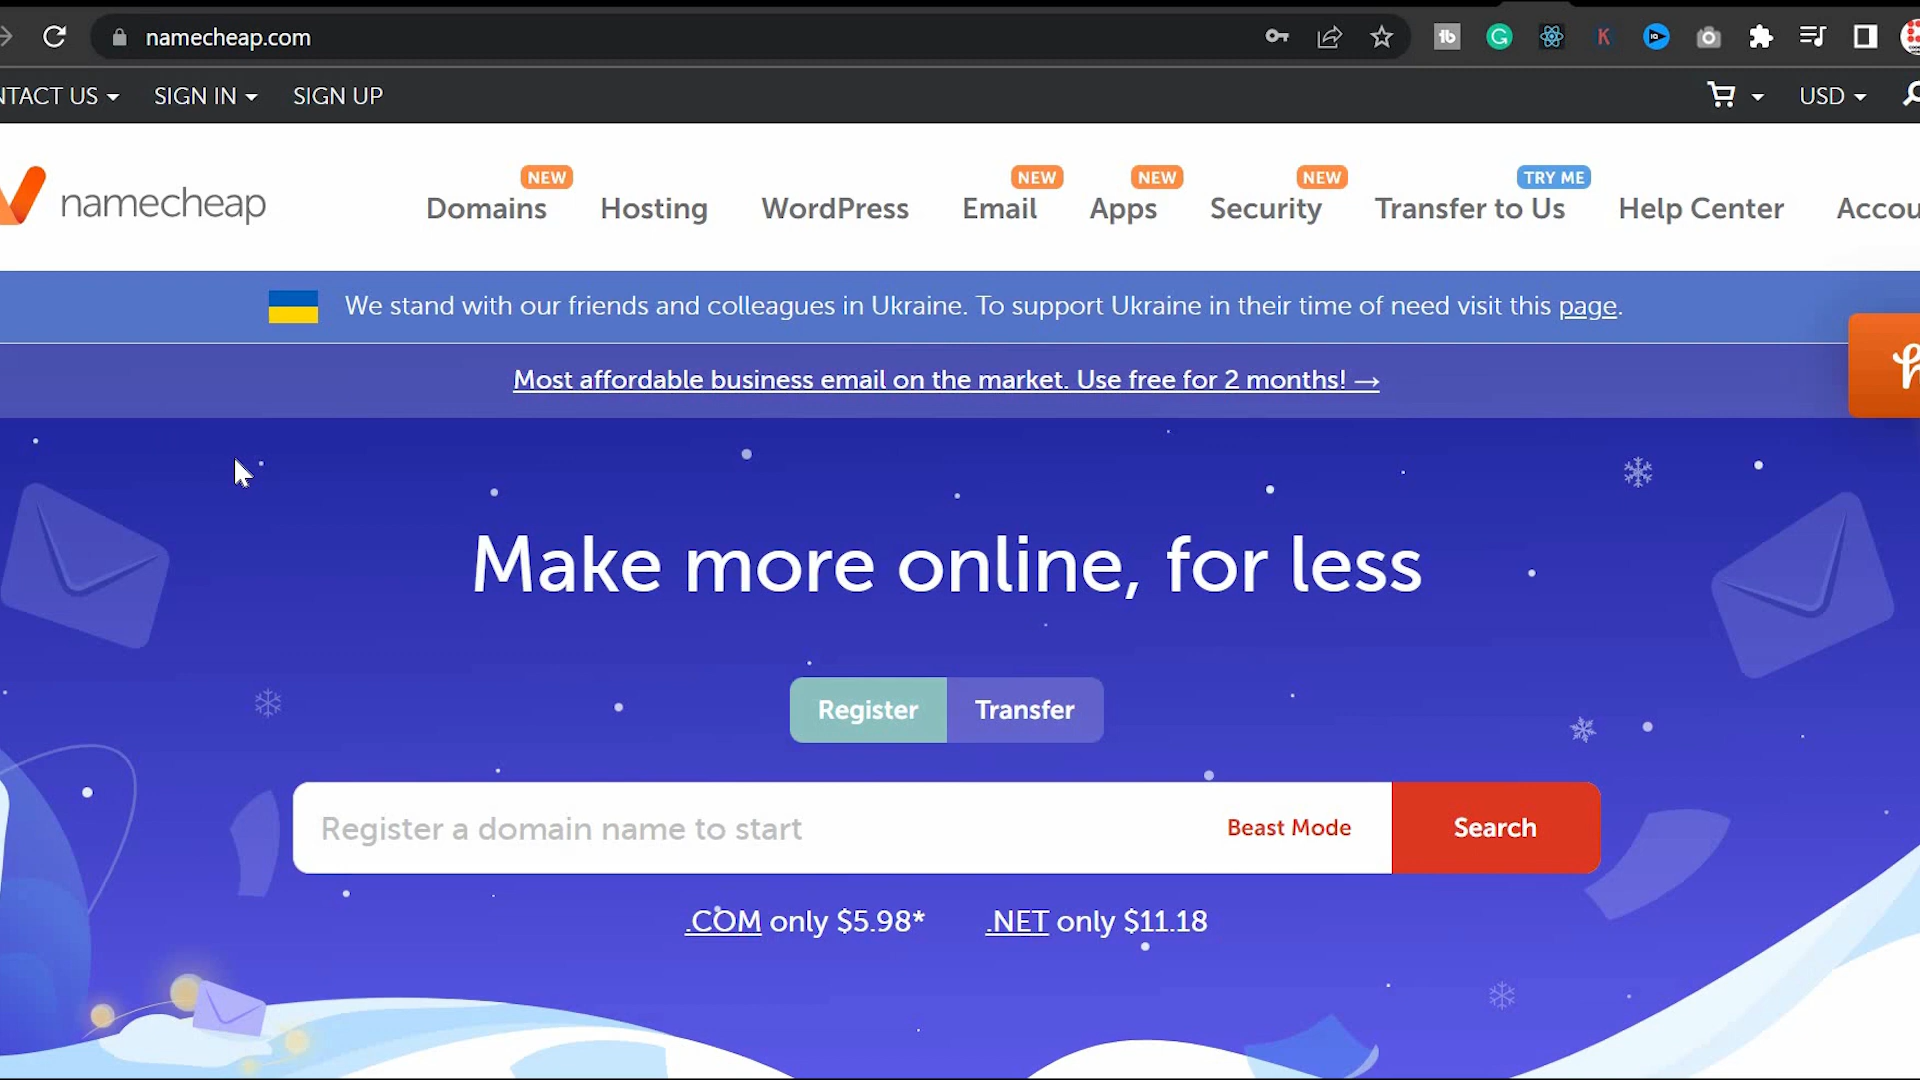 namecheap.com
NTACT US SIGN IN SIGN UP
USD
namecheap
NEW NEW NEW NEW TRY ME
Domains Hosting WordPress Email Apps Security Transfer to Us Help Center Accou
We stand with our friends and colleagues in Ukraine. To support Ukraine in their time of need visit this page.
Most affordable business email on the market. Use free for 2 months! →
Make more online, for less
Register Transfer
Register a domain name to start Beast Mode Search
.COM only $5.98* .NET only $11.18